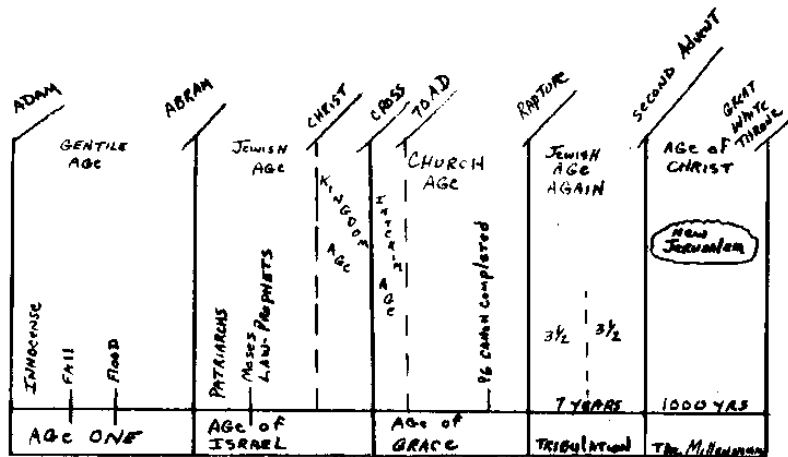 ADAM
ABRAM
CHRIST
CROSS
70 AD
RAPTURE
SECOND ADVENT
GREAT
WHITE
THRONE
GENTILE
AGe
JeWISH
AGe
KINGDOM
AGe
INTERIM
AGe
CHURCH
AGe
JeWISH
AGe
AGAIN
AGe of
CHRIST
NeW
JeRUSAleM
INNOCENSE
FAll
FlooD
PATRIARCHS
Moses
LAW-PROPHETS
96 CANON Completed
3½
3½
7 YEARS
1000 YRS
AGe ONE
AGe of
ISRAEL
AGe of
GRACE
TRIBUlATION
The Millennium